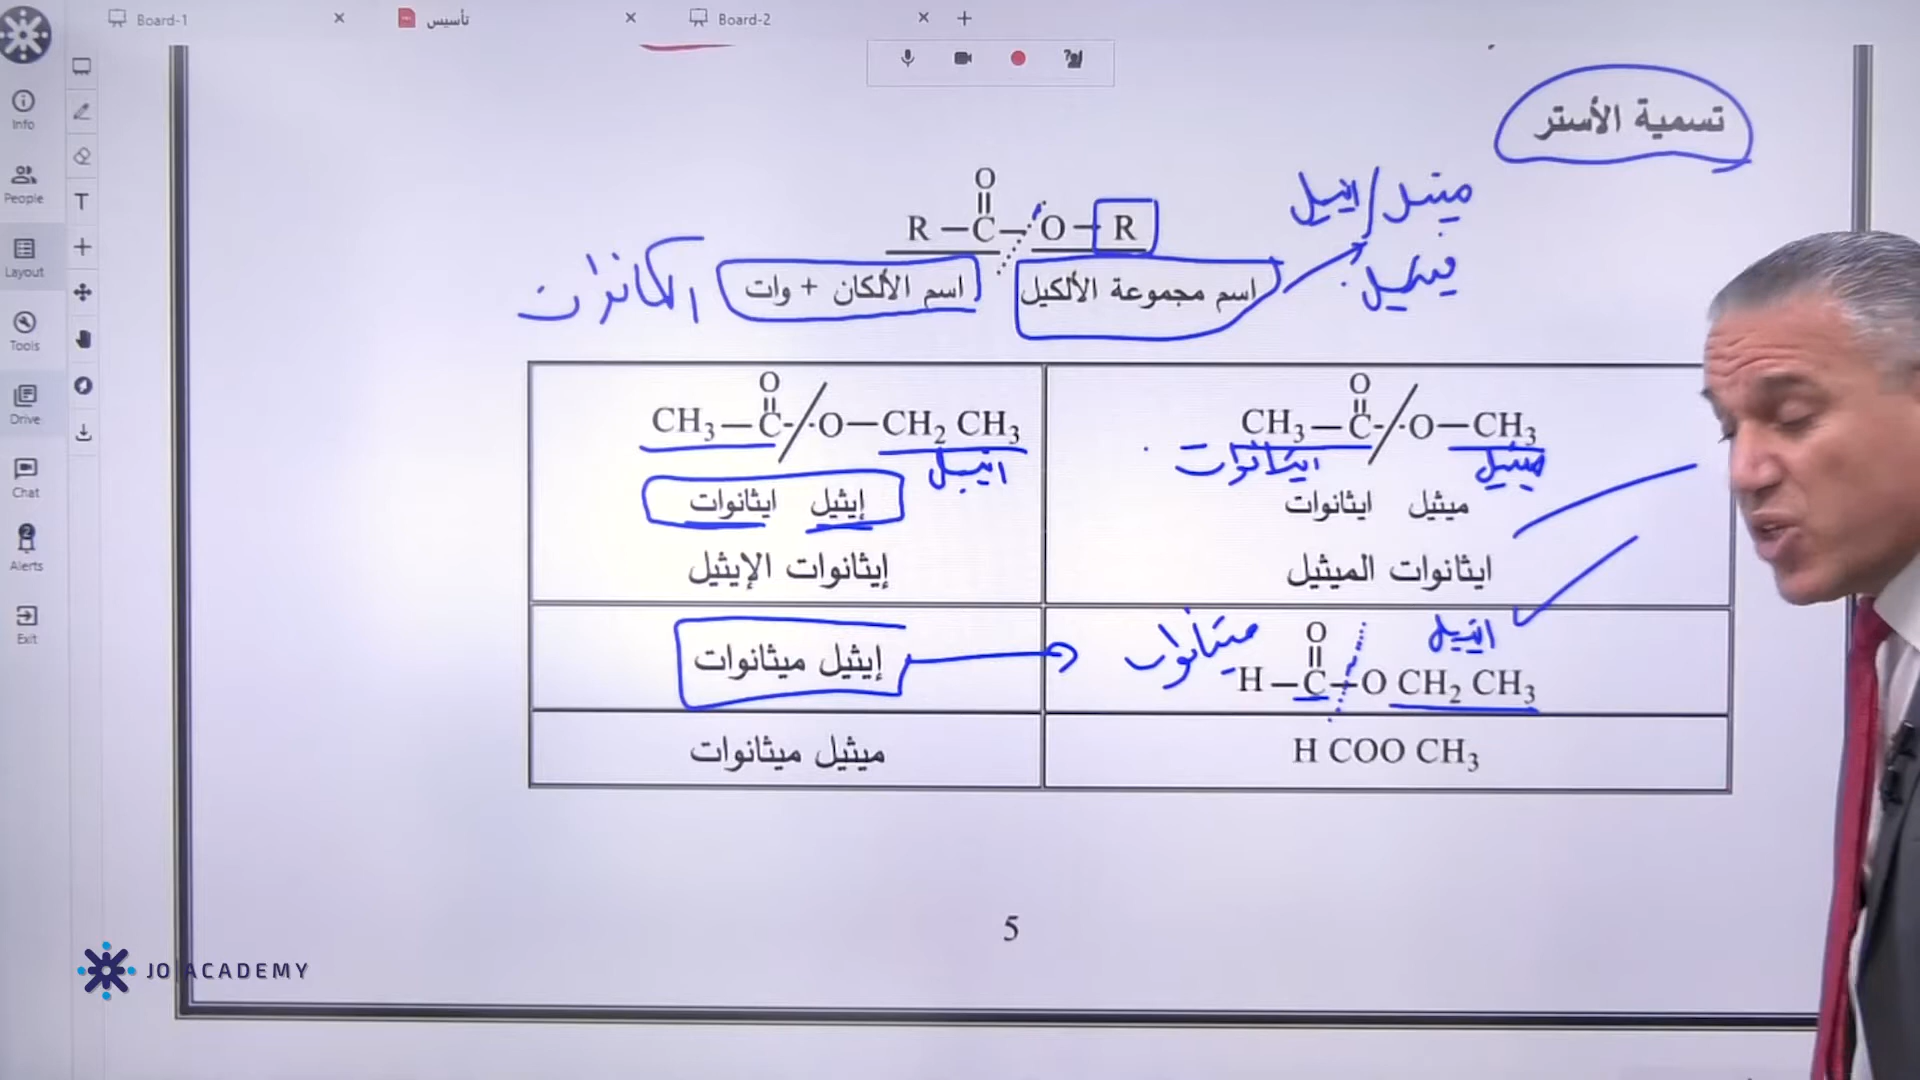 Board-1
تأسيس
Board-2
Info
People
Layout
Tools
Drive
Chat
2
Alerts
Exit
T
تسمية الأستر
O
R — C — O — R
ميثيل / ايثيل
اسم مجموعة الألكيل
اسم الألكان + وات
CH₃ — C - / - O — CH₃
O
ايثانوات
ميثيل
ميثيل ايثانوات
ايثانوات الميثيل
CH₃ — C - / - O — CH₂ CH₃
O
ايثيل
إيثيل ايثانوات
إيثانوات الإيثيل
ميثانوات
ايثيل
O
H — C — O CH₂ CH₃
إيثيل ميثانوات
H COO CH₃
ميثيل ميثانوات
5
JO ACADEMY